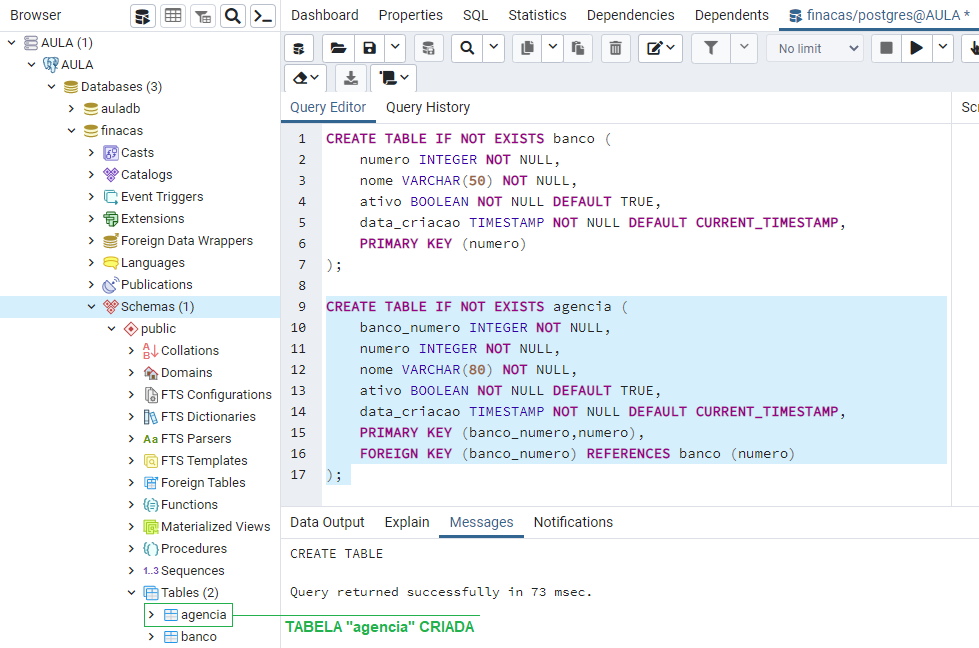 Browser
Dashboard Properties SQL Statistics Dependencies Dependents finacas/postgres@AULA *
AULA (1)
AULA
Databases (3)
auladb
finacas
Casts
Catalogs
Event Triggers
Extensions
Foreign Data Wrappers
Languages
Publications
Schemas (1)
public
Collations
Domains
FTS Configurations
FTS Dictionaries
Aa FTS Parsers
FTS Templates
Foreign Tables
Functions
Materialized Views
Procedures
1..3 Sequences
Tables (2)
agencia
banco
No limit
Query Editor Query History Scr
1 CREATE TABLE IF NOT EXISTS banco (
2 numero INTEGER NOT NULL,
3 nome VARCHAR(50) NOT NULL,
4 ativo BOOLEAN NOT NULL DEFAULT TRUE,
5 data_criacao TIMESTAMP NOT NULL DEFAULT CURRENT_TIMESTAMP,
6 PRIMARY KEY (numero)
7 );
8
9 CREATE TABLE IF NOT EXISTS agencia (
10 banco_numero INTEGER NOT NULL,
11 numero INTEGER NOT NULL,
12 nome VARCHAR(80) NOT NULL,
13 ativo BOOLEAN NOT NULL DEFAULT TRUE,
14 data_criacao TIMESTAMP NOT NULL DEFAULT CURRENT_TIMESTAMP,
15 PRIMARY KEY (banco_numero,numero),
16 FOREIGN KEY (banco_numero) REFERENCES banco (numero)
17 );
Data Output Explain Messages Notifications
CREATE TABLE
Query returned successfully in 73 msec.
TABELA "agencia" CRIADA